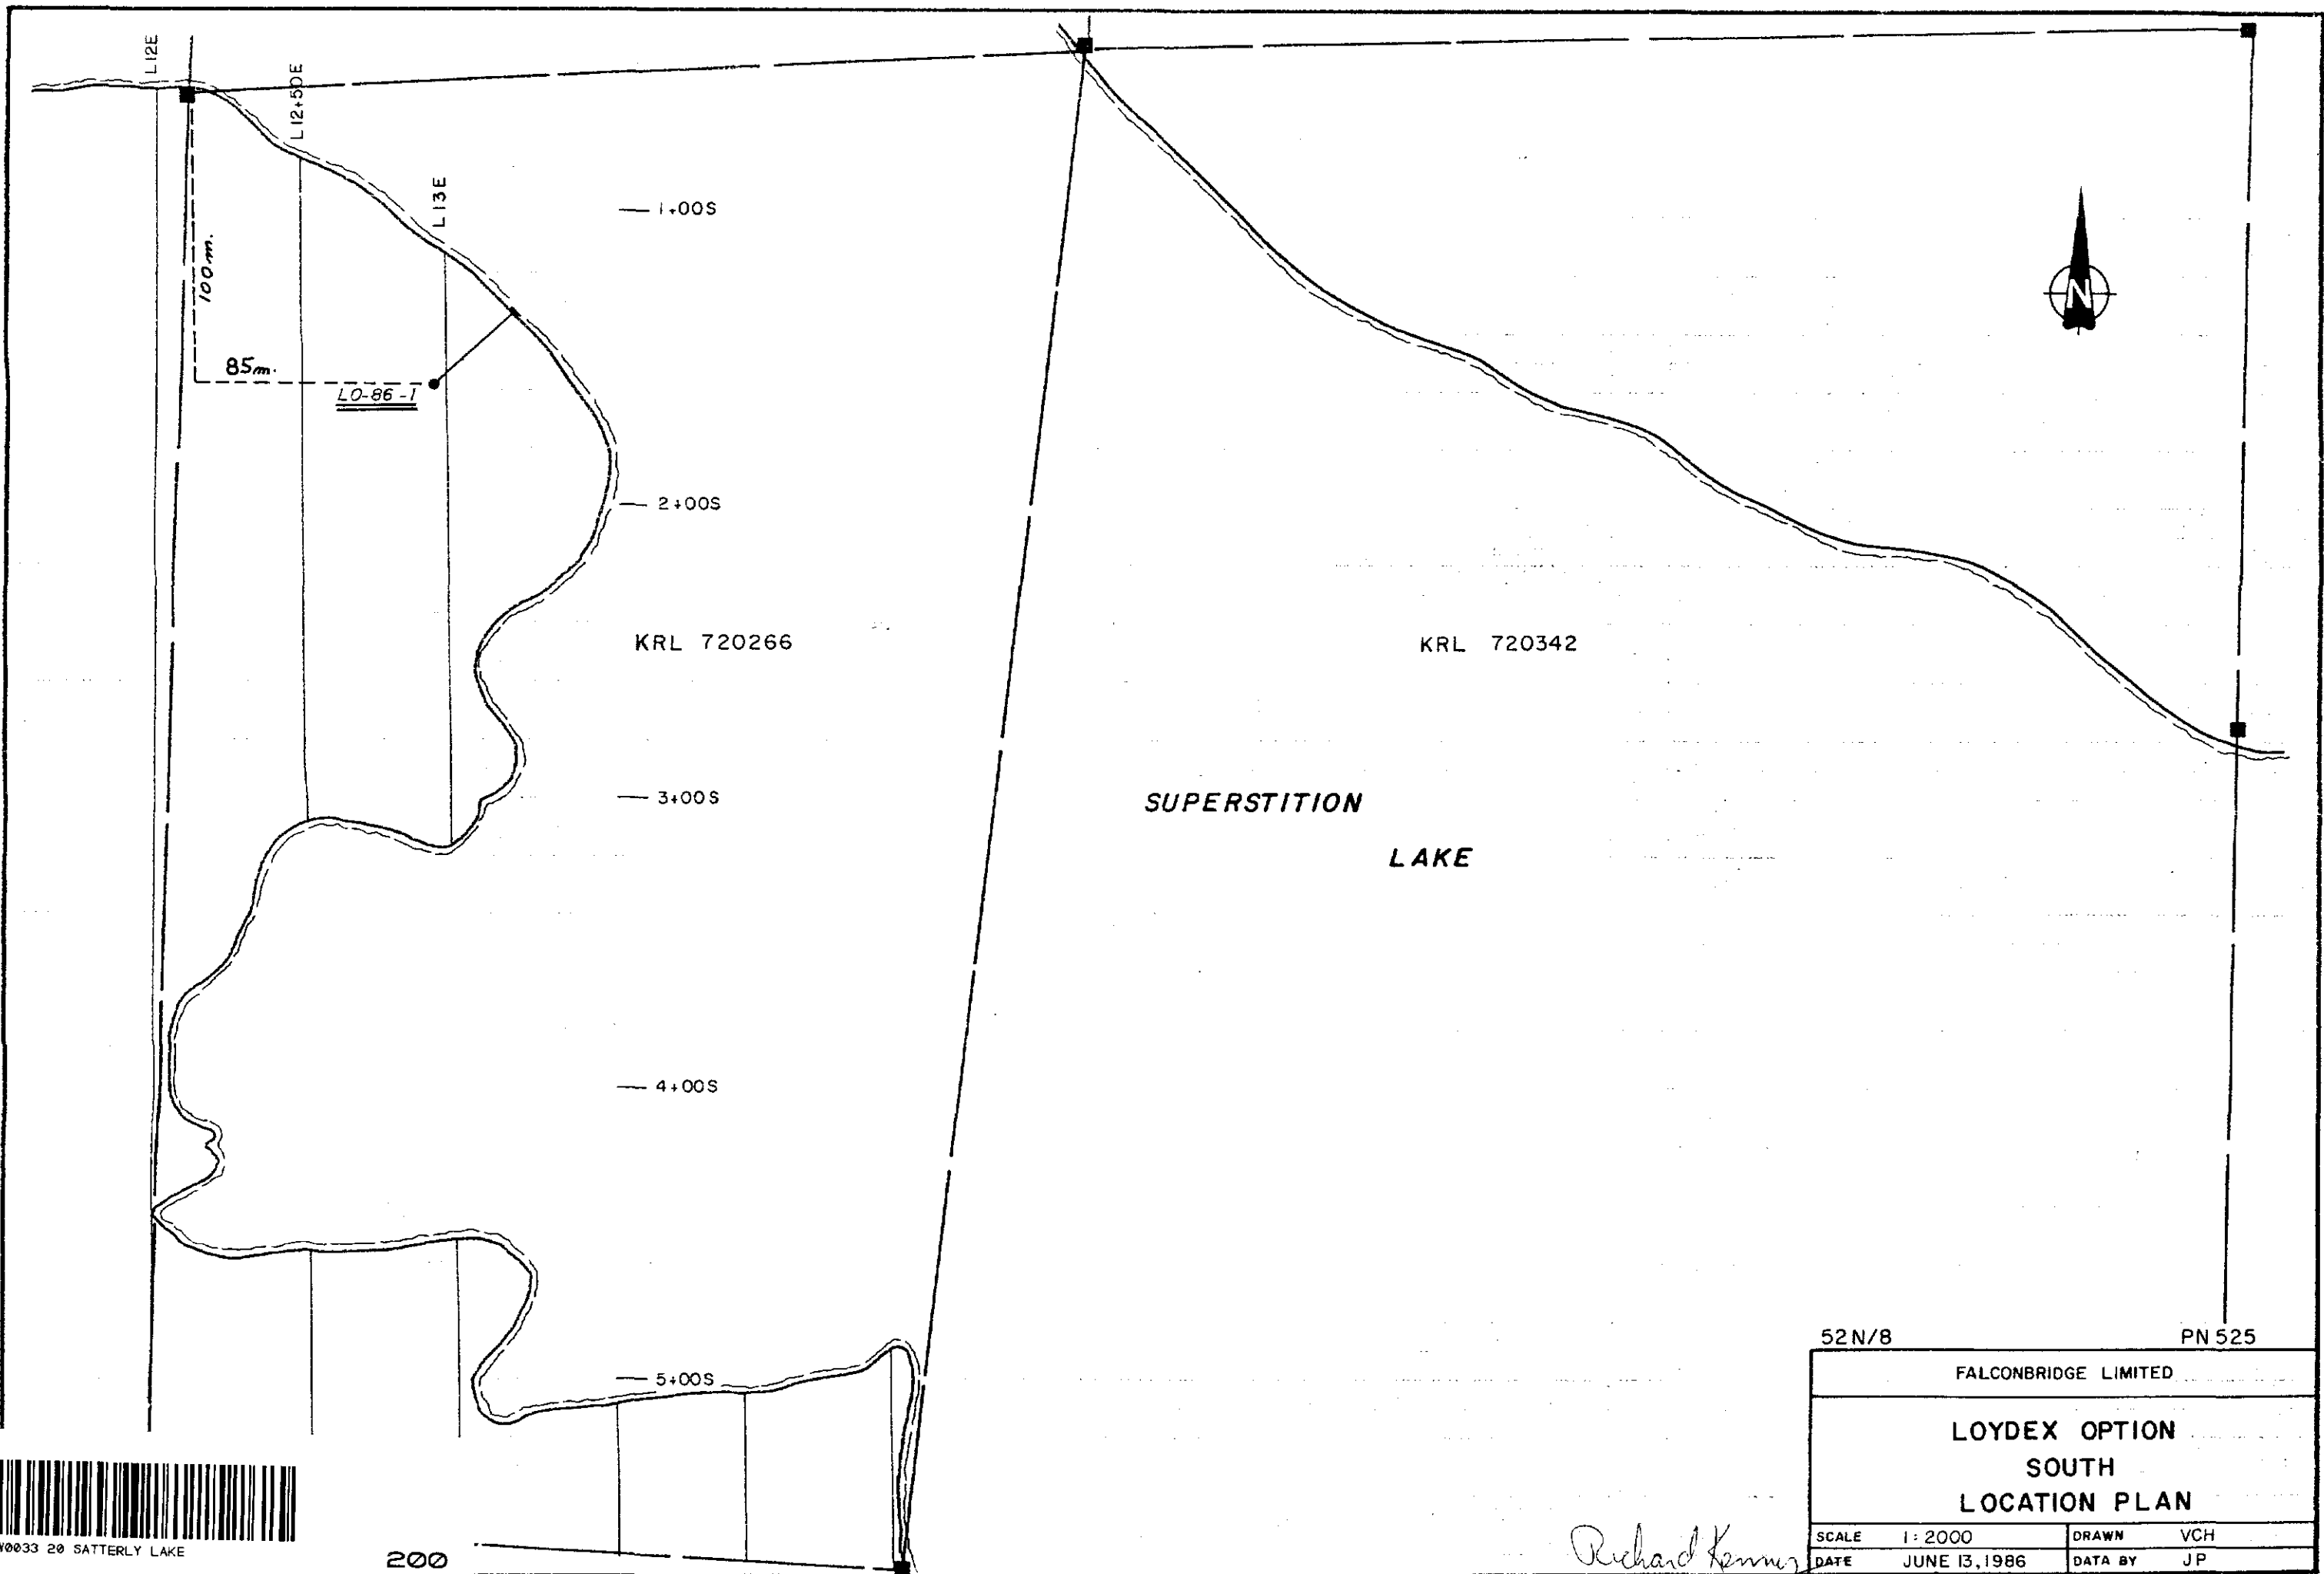 L12E
L12+50E
L13E
100m.
85m.
LO-86-1
1+00S
2+00S
3+00S
4+00S
5+00S
KRL 720266
KRL 720342
N
SUPERSTITION
LAKE
52N/8
PN 525
FALCONBRIDGE LIMITED
LOYDEX OPTION
SOUTH
LOCATION PLAN
SCALE 1:2000
DRAWN VCH
DATE JUNE 13, 1986
DATA BY JP
Richard
20 SATTERLY LAKE
200